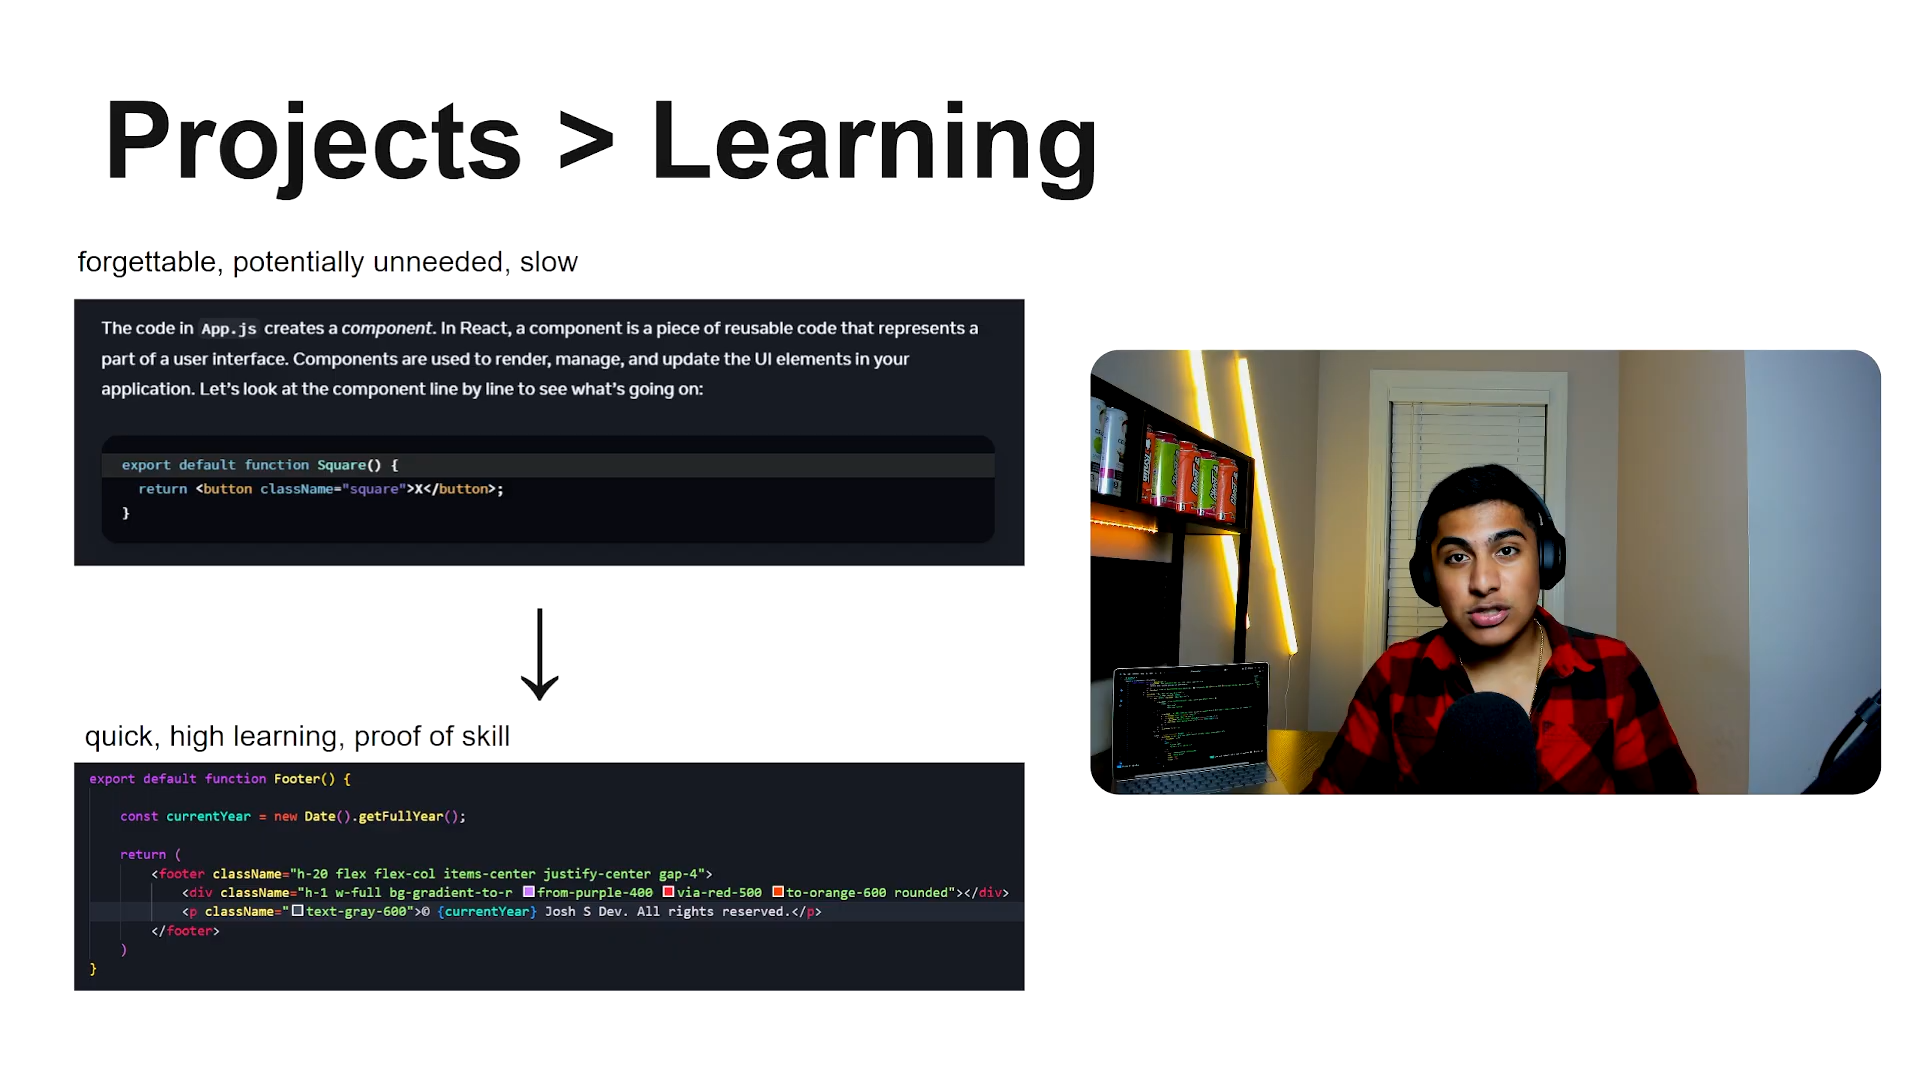 Projects > Learning
forgettable, potentially unneeded, slow
The code in App.js creates a component. In React, a component is a piece of reusable code that represents a
part of a user interface. Components are used to render, manage, and update the UI elements in your
application. Let’s look at the component line by line to see what’s going on:
export default function Square() {
return <button className="square">X</button>;
}
quick, high learning, proof of skill
export default function Footer() {
const currentYear = new Date().getFullYear();
return (
<footer className="h-20 flex flex-col items-center justify-center gap-4">
<div className="h-1 w-full bg-gradient-to-r from-purple-400 via-red-500 to-orange-600 rounded"></div>
<p className="text-gray-600">© {currentYear} Josh S Dev. All rights reserved.</p>
</footer>
)
}